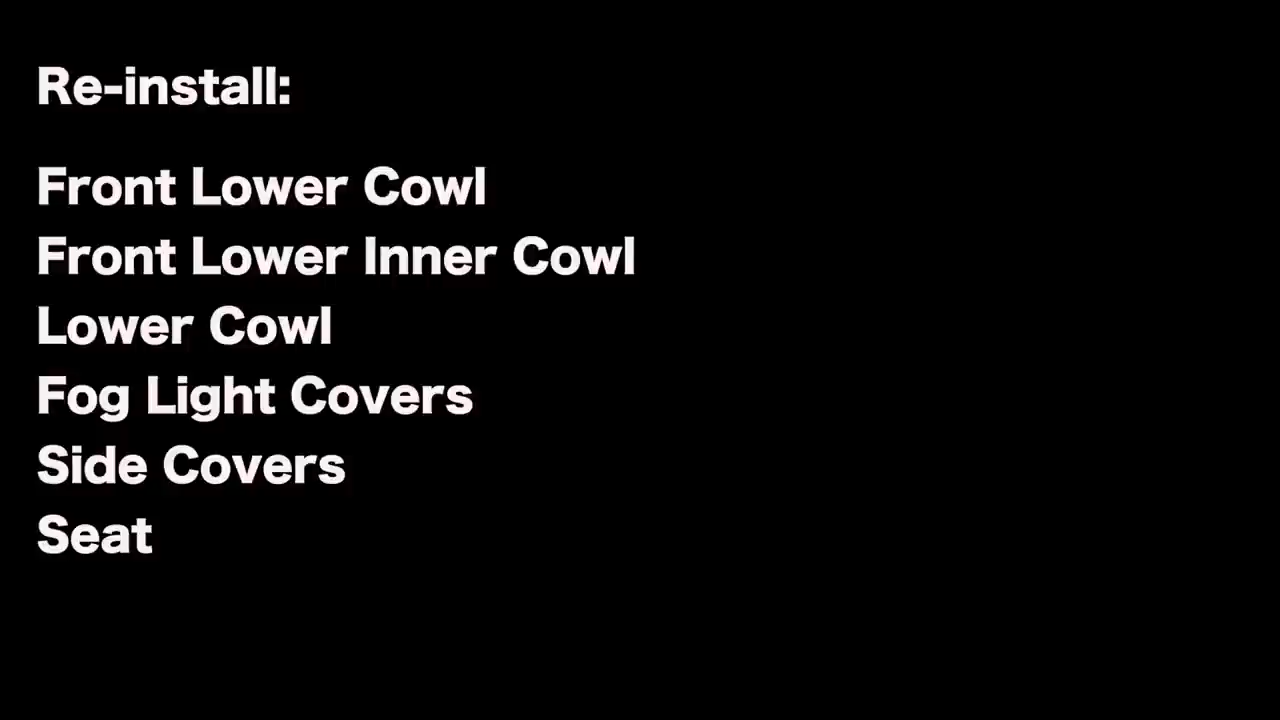 Re-install:
Front Lower Cowl
Front Lower Inner Cowl
Lower Cowl
Fog Light Covers
Side Covers
Seat